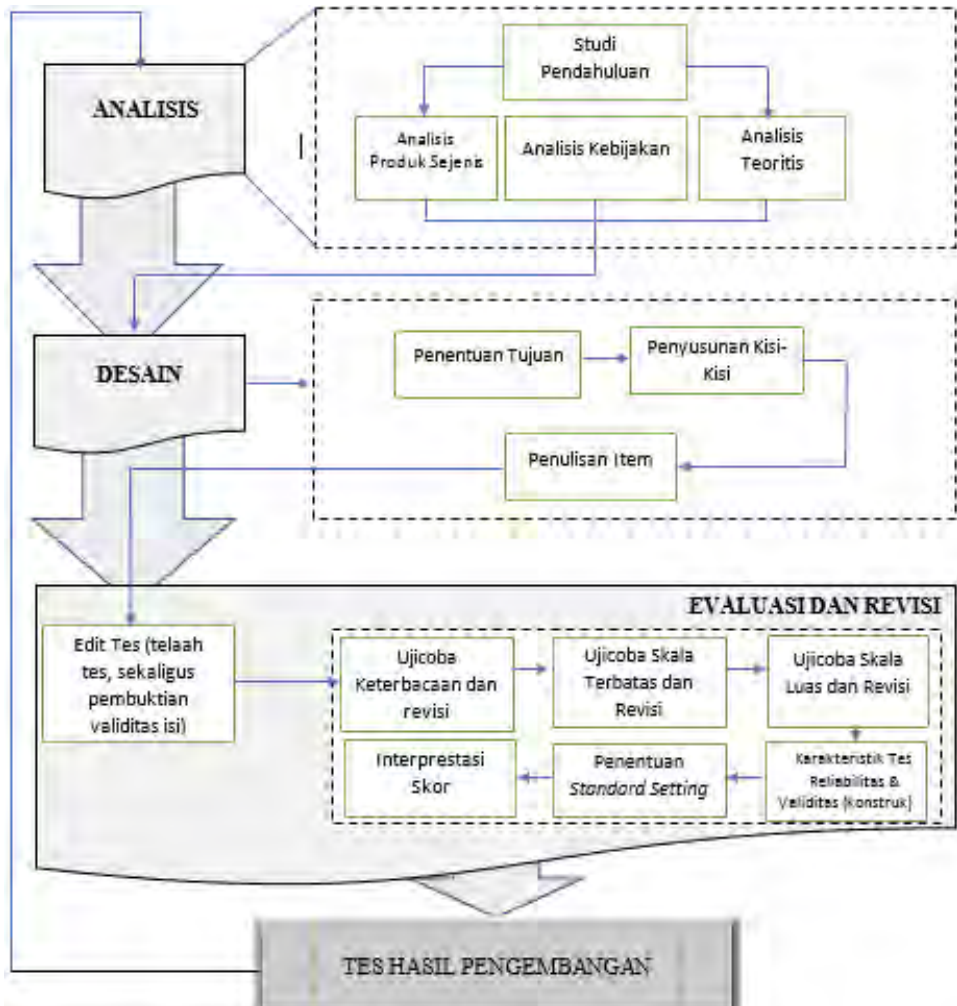 Studi
Pendahuluan
ANALISIS
Analisis
Produk Sejenis
Analisis Kebijakan
Analisis
Teoritis
DESAIN
Penentuan Tujuan
Penyusunan Kisi-
Kisi
Penulisan Item
EVALUASI DAN REVISI
Edit Tes (telaah
tes, sekaligus
pembuktian
validitas isi)
Ujicoba
Keterbacaan dan
revisi
Ujicoba Skala
Terbatas dan
Revisi
Ujicoba Skala
Luas dan Revisi
Interprestasi
Skor
Penentuan
Standard Setting
Karakteristik Tes
Reliabilitas &
Validitas (konstruk)
TES HASIL PENGEMBANGAN